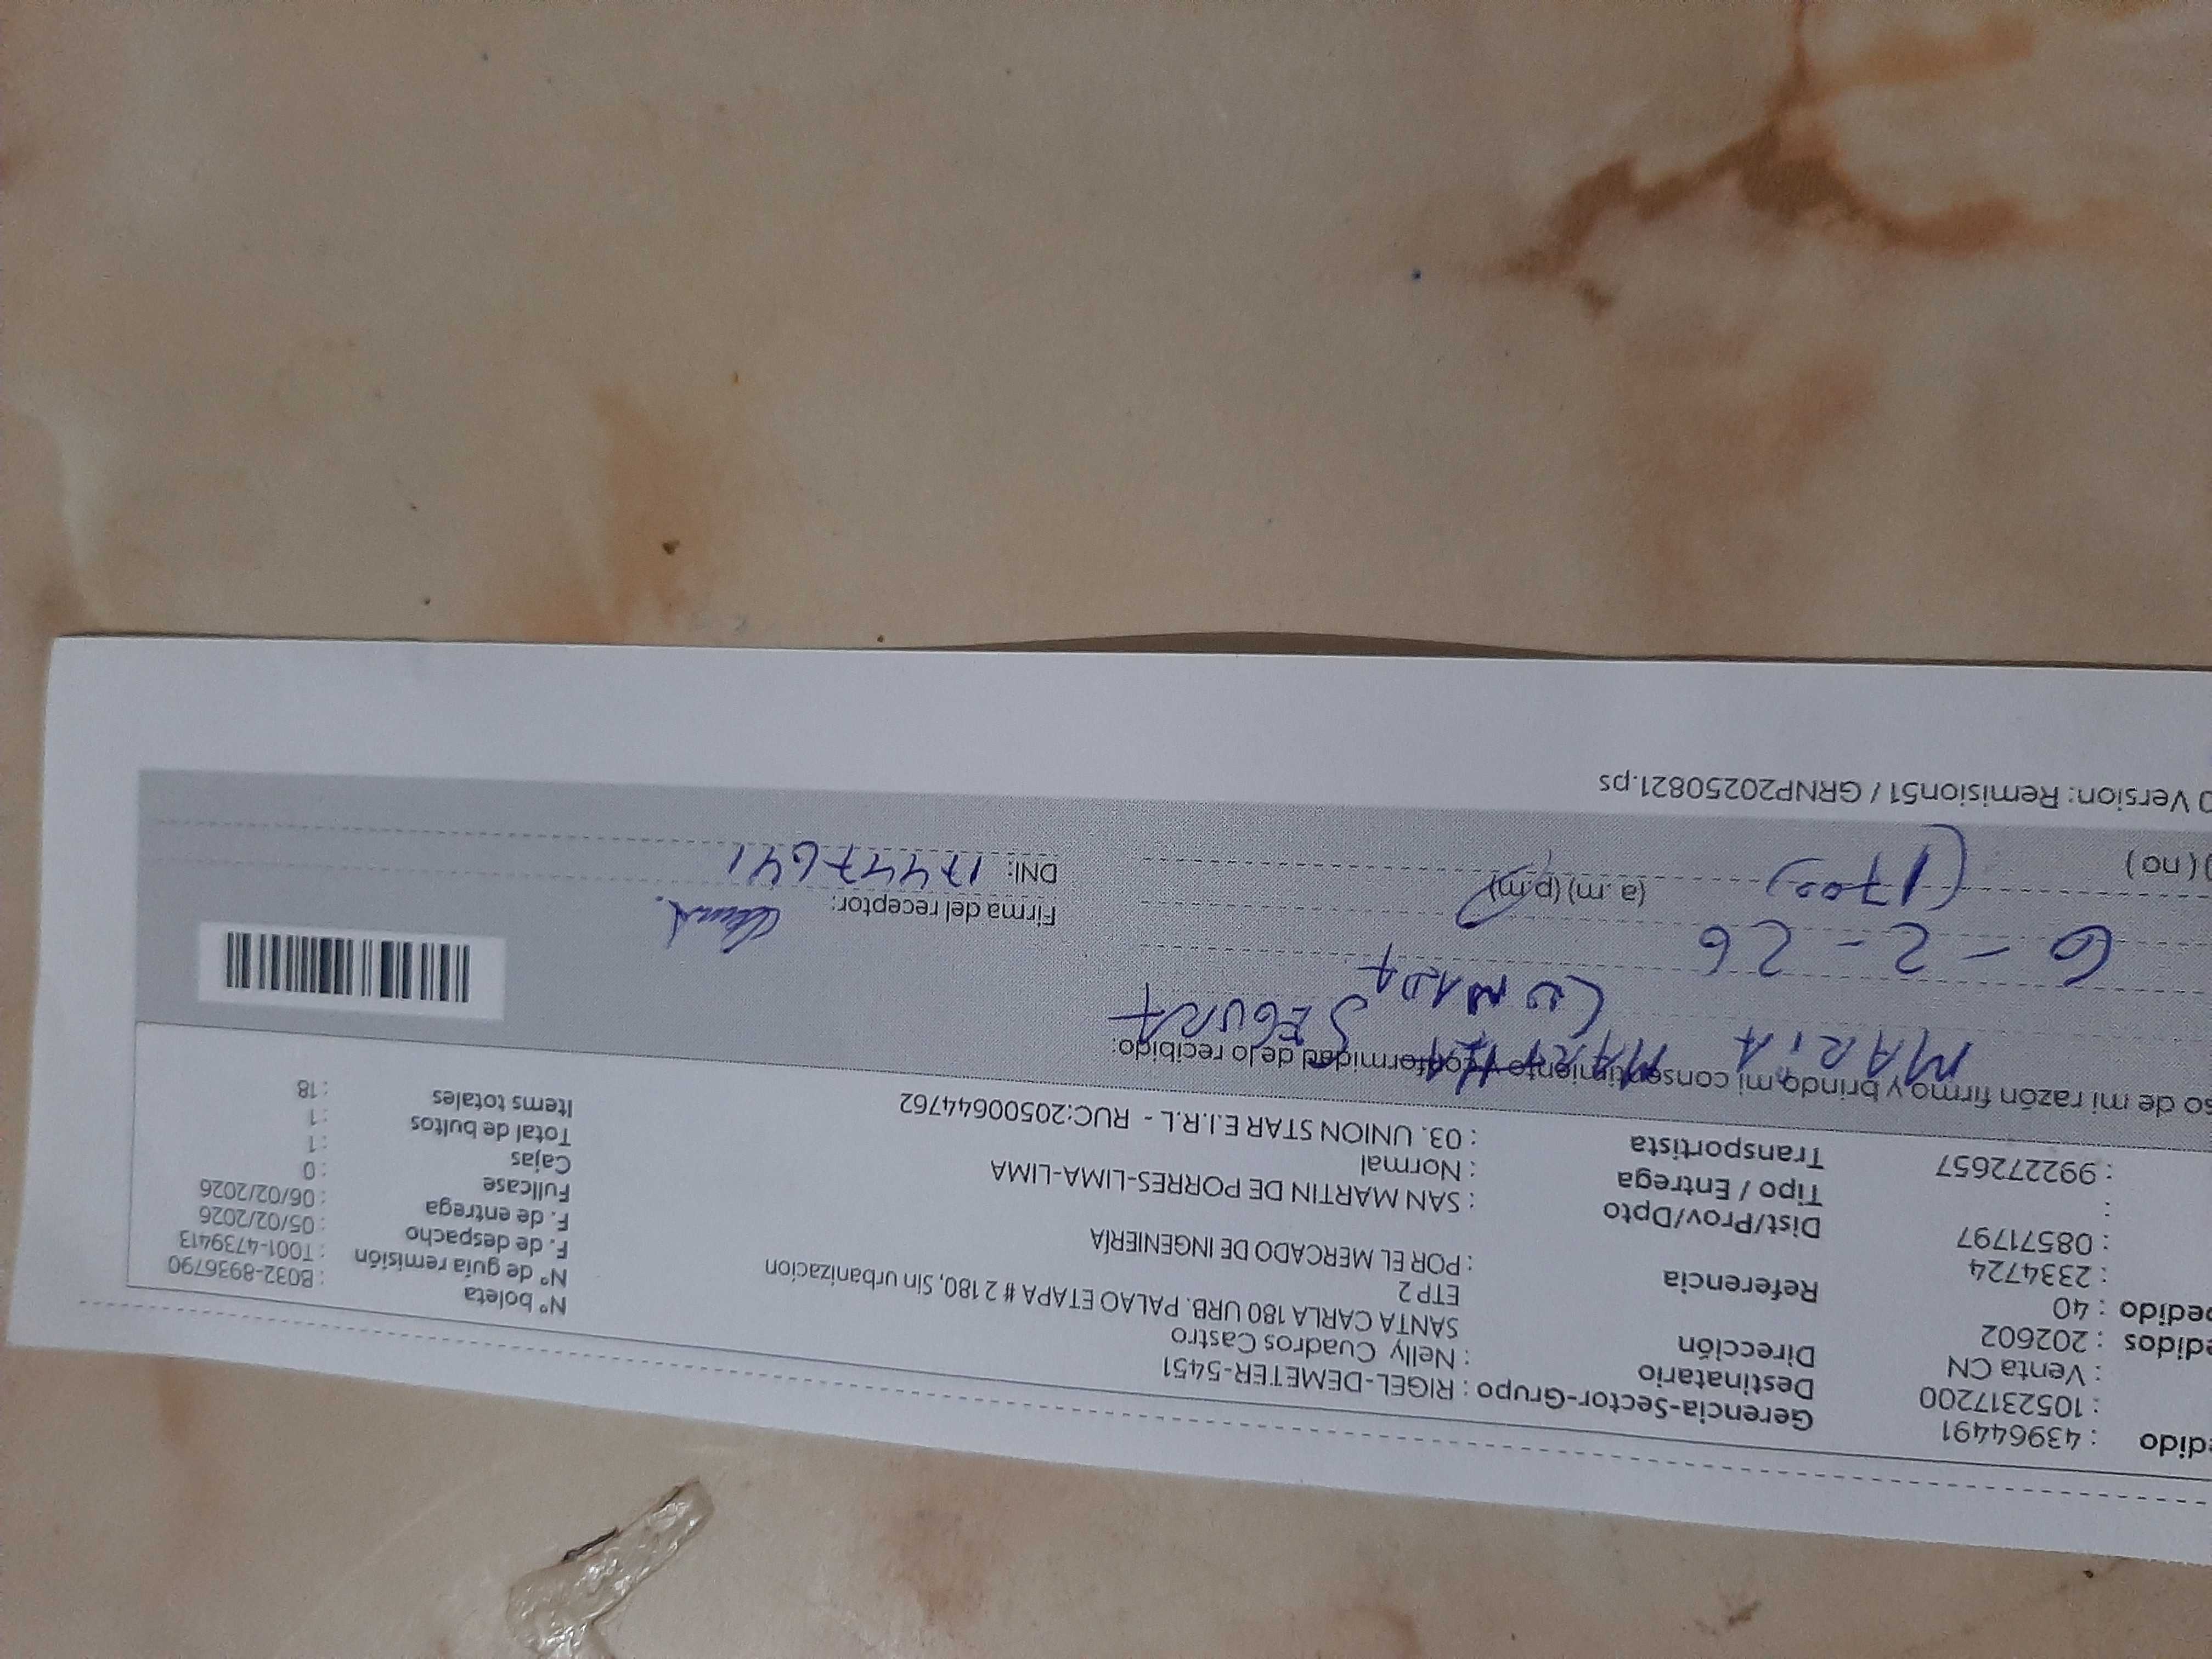 edido : 43964491
: 1052317200
: Venta CN
edidos : 202602
pedido : 40
: 2334724
: 08571797
:
: 992272657
Gerencia-Sector-Grupo : RIGEL-DEMETER-5451
Destinatario : Nelly Cuadros Castro
Dirección SANTA CARLA 180 URB. PALAO ETAPA # 2 180, Sin urbanizacion
ETP 2
Referencia : POR EL MERCADO DE INGENIERÍA
Dist/Prov/Dpto : SAN MARTIN DE PORRES-LIMA-LIMA
Tipo / Entrega : Normal
Transportista : 03. UNION STAR E.I.R.L - RUC:20500644762
N° boleta : B032-8936790
N° de guía remisión : T001-4739413
F. de despacho : 05/02/2026
F. de entrega : 06/02/2026
Fullcase : 0
Cajas : 1
Total de bultos : 1
Items totales : 18
so de mi razón firmo y brindo mi consentimiento y conformidad de lo recibido:
MARIA MARTHA SEGURA
6-2-26
(1700) (a. m) (p.m)
) ( no )
Firma del receptor:
DNI: 17447641
0 Version: Remision51 / GRNP20250821.ps